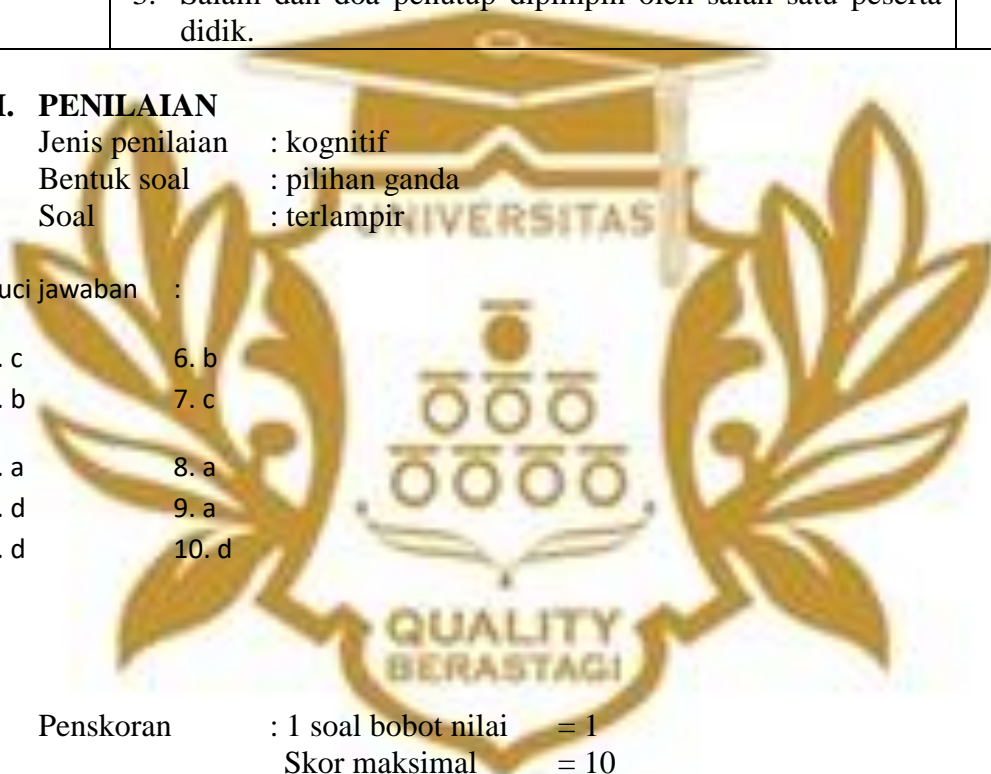 didik.
I. PENILAIAN
Jenis penilaian : kognitif
Bentuk soal : pilihan ganda
Soal : terlampir
UNIVERSITAS
uci jawaban :
. c 6. b
. b 7. c
. a 8. a
. d 9. a
. d 10. d
QUALITY
BERASTAGI
Penskoran : 1 soal bobot nilai = 1
Skor maksimal = 10